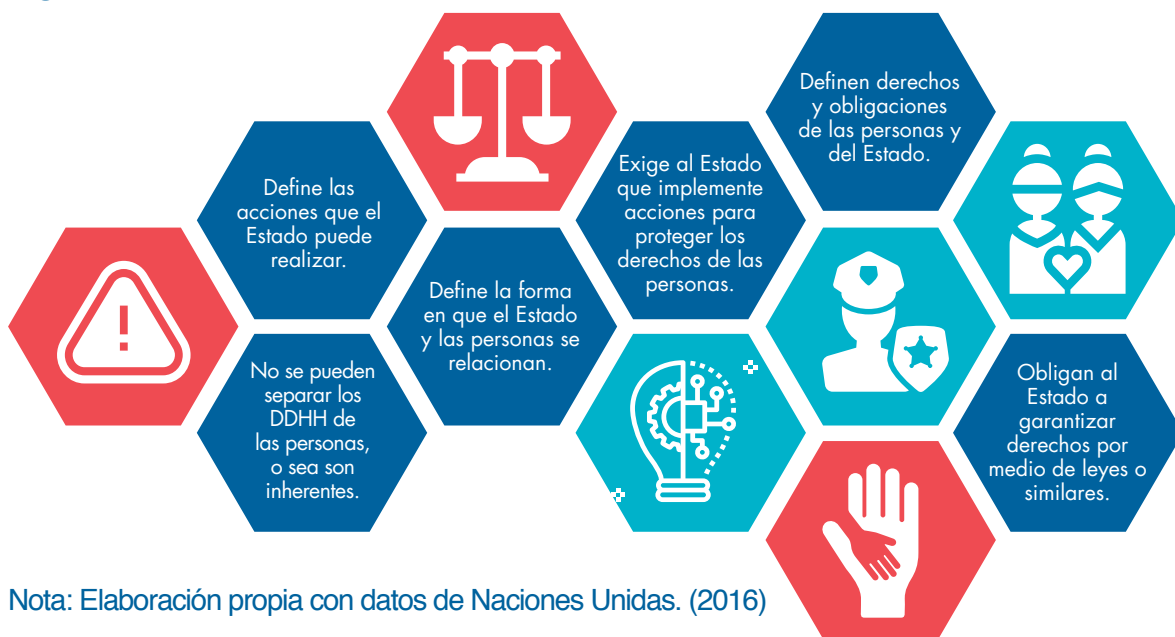 Define las
acciones que el
Estado puede
realizar.
No se pueden
separar los
DDHH de
las personas,
o sea son
inherentes.
Define la forma
en que el Estado
y las personas se
relacionan.
Exige al Estado
que implemente
acciones para
proteger los
derechos de las
personas.
Definen derechos
y obligaciones
de las personas y
del Estado.
Obligan al
Estado a
garantizar
derechos por
medio de leyes o
similares.
Nota: Elaboración propia con datos de Naciones Unidas. (2016)